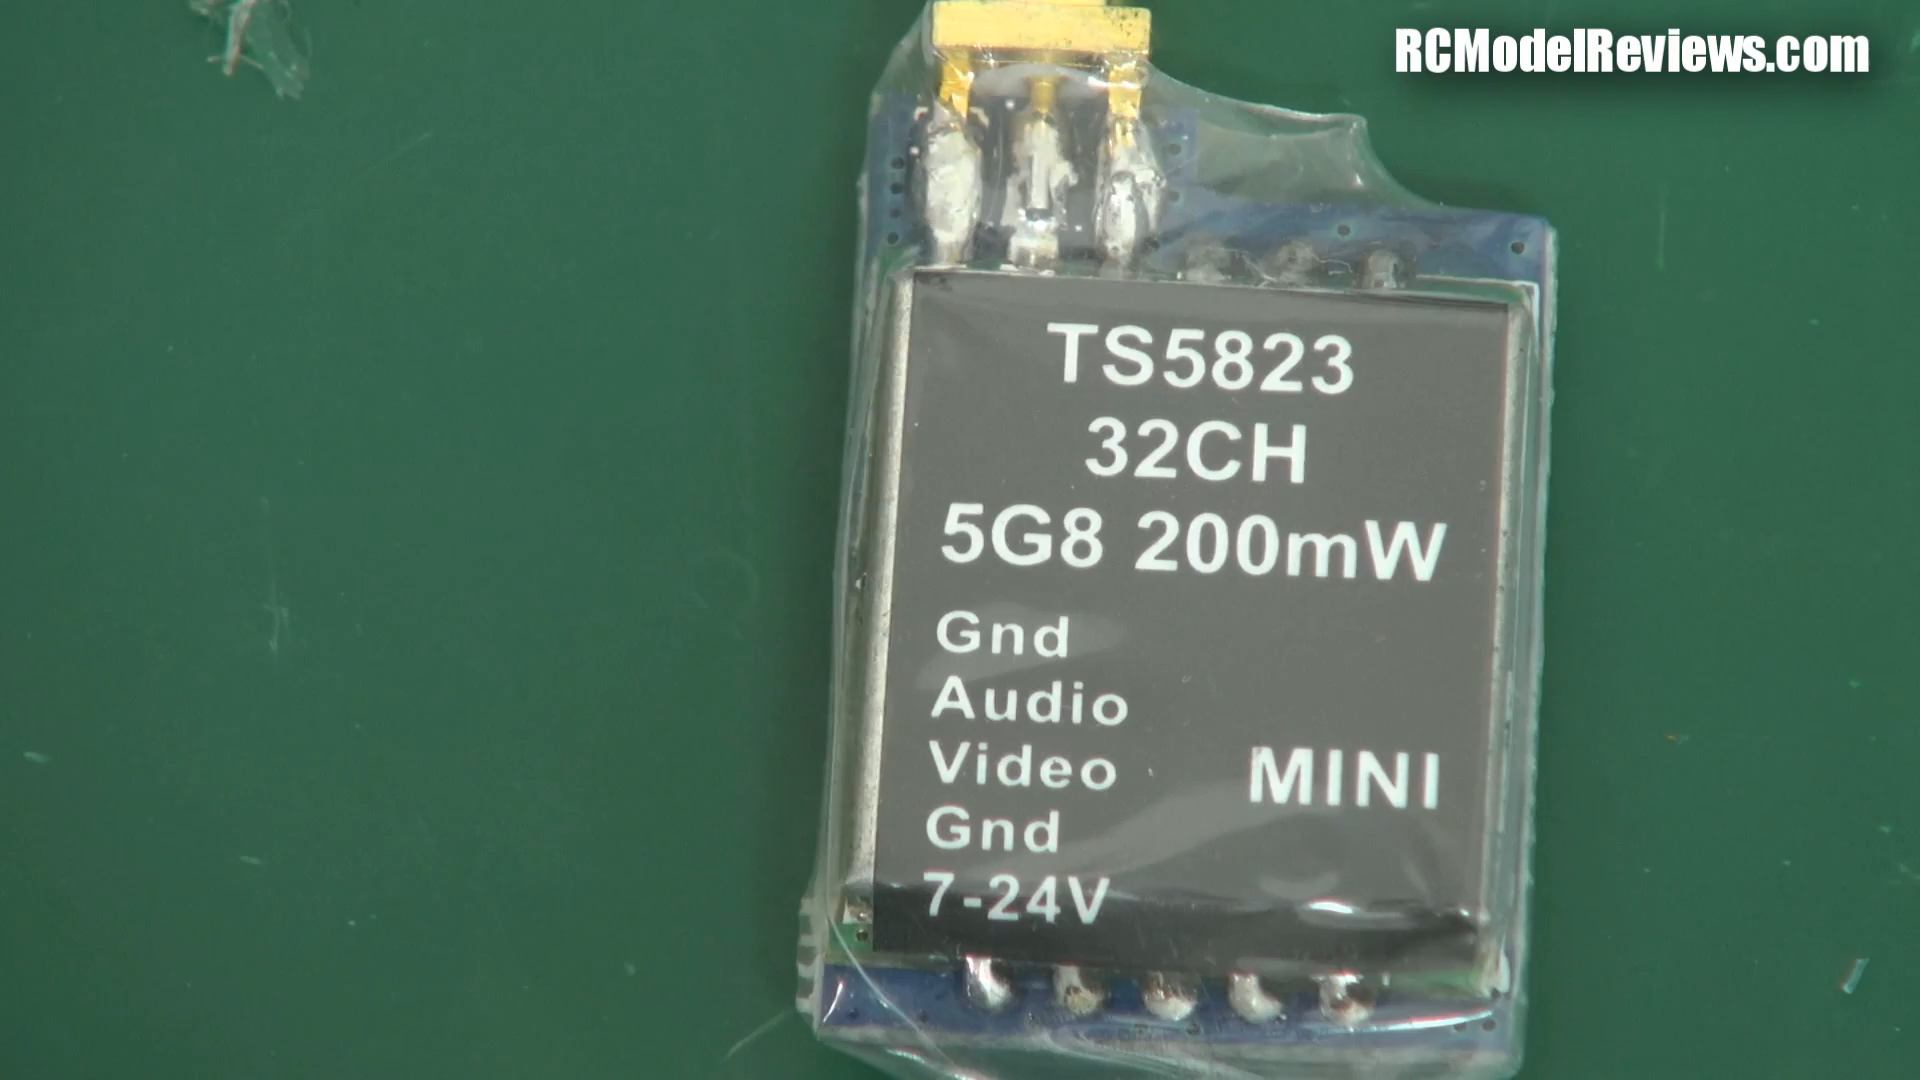 RCModelReviews.com
TS5823
32CH
5G8 200mW
Gnd
Audio
Video
MINI
Gnd
7-24V